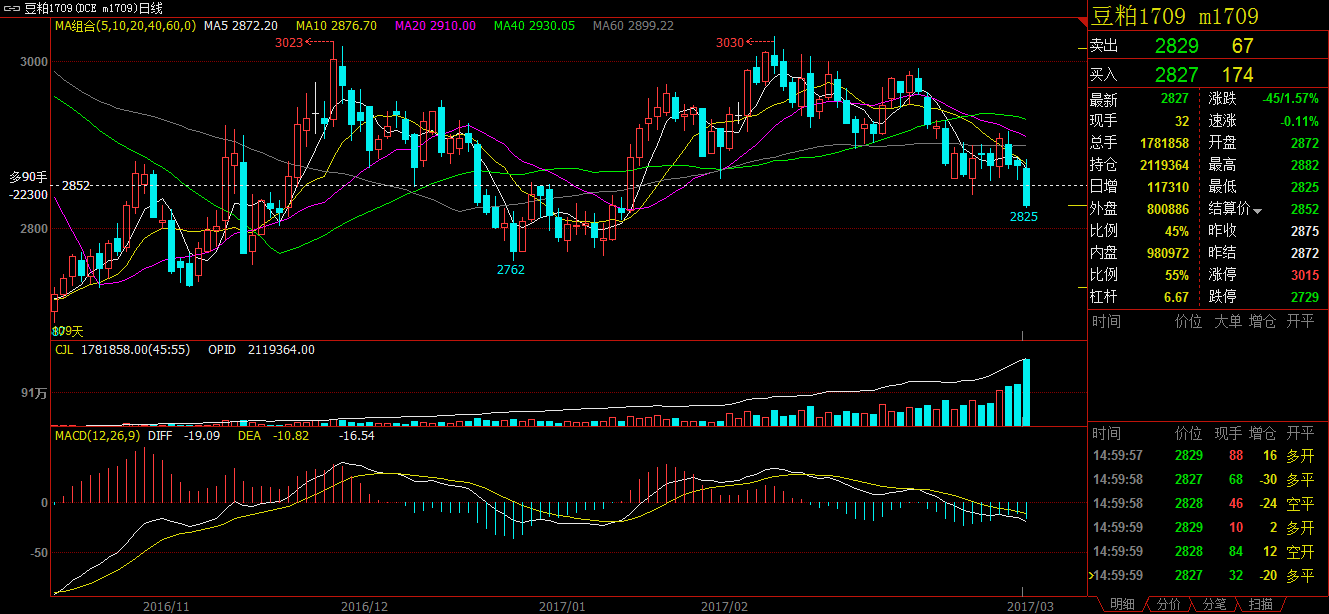 豆粕1709(DCE m1709)日线
MA组合(5,10,20,40,60,0) MA5 2872.20 MA10 2876.70 MA20 2910.00 MA40 2930.05 MA60 2899.22
3023
3030
3000
多90手
-22300
2852
2800
2825
2762
CJL 1781858.00(45:55) OPID 2119364.00
91万
MACD(12,26,9) DIFF -19.09 DEA -10.82 -16.54
0
-50
2016/11 2016/12 2017/01 2017/02 2017/03
豆粕1709 m1709
卖出 2829 67
买入 2827 174
最新 2827 涨跌 -45/1.57%
现手 32 速涨 -0.11%
总手 1781858 开盘 2872
持仓 2119364 最高 2882
日增 117310 最低 2825
外盘 800886 结算价 2852
比例 45% 昨收 2875
内盘 980972 昨结 2872
比例 55% 涨停 3015
杠杆 6.67 跌停 2729
时间 价位 大单 增仓 开平
时间 价位 现手 增仓 开平
14:59:57 2829 88 16 多开
14:59:58 2827 68 -30 多平
14:59:58 2828 46 -24 空平
14:59:59 2829 10 2 多开
14:59:59 2828 84 12 空开
14:59:59 2827 32 -20 多平
明细 分价 分笔 扫描